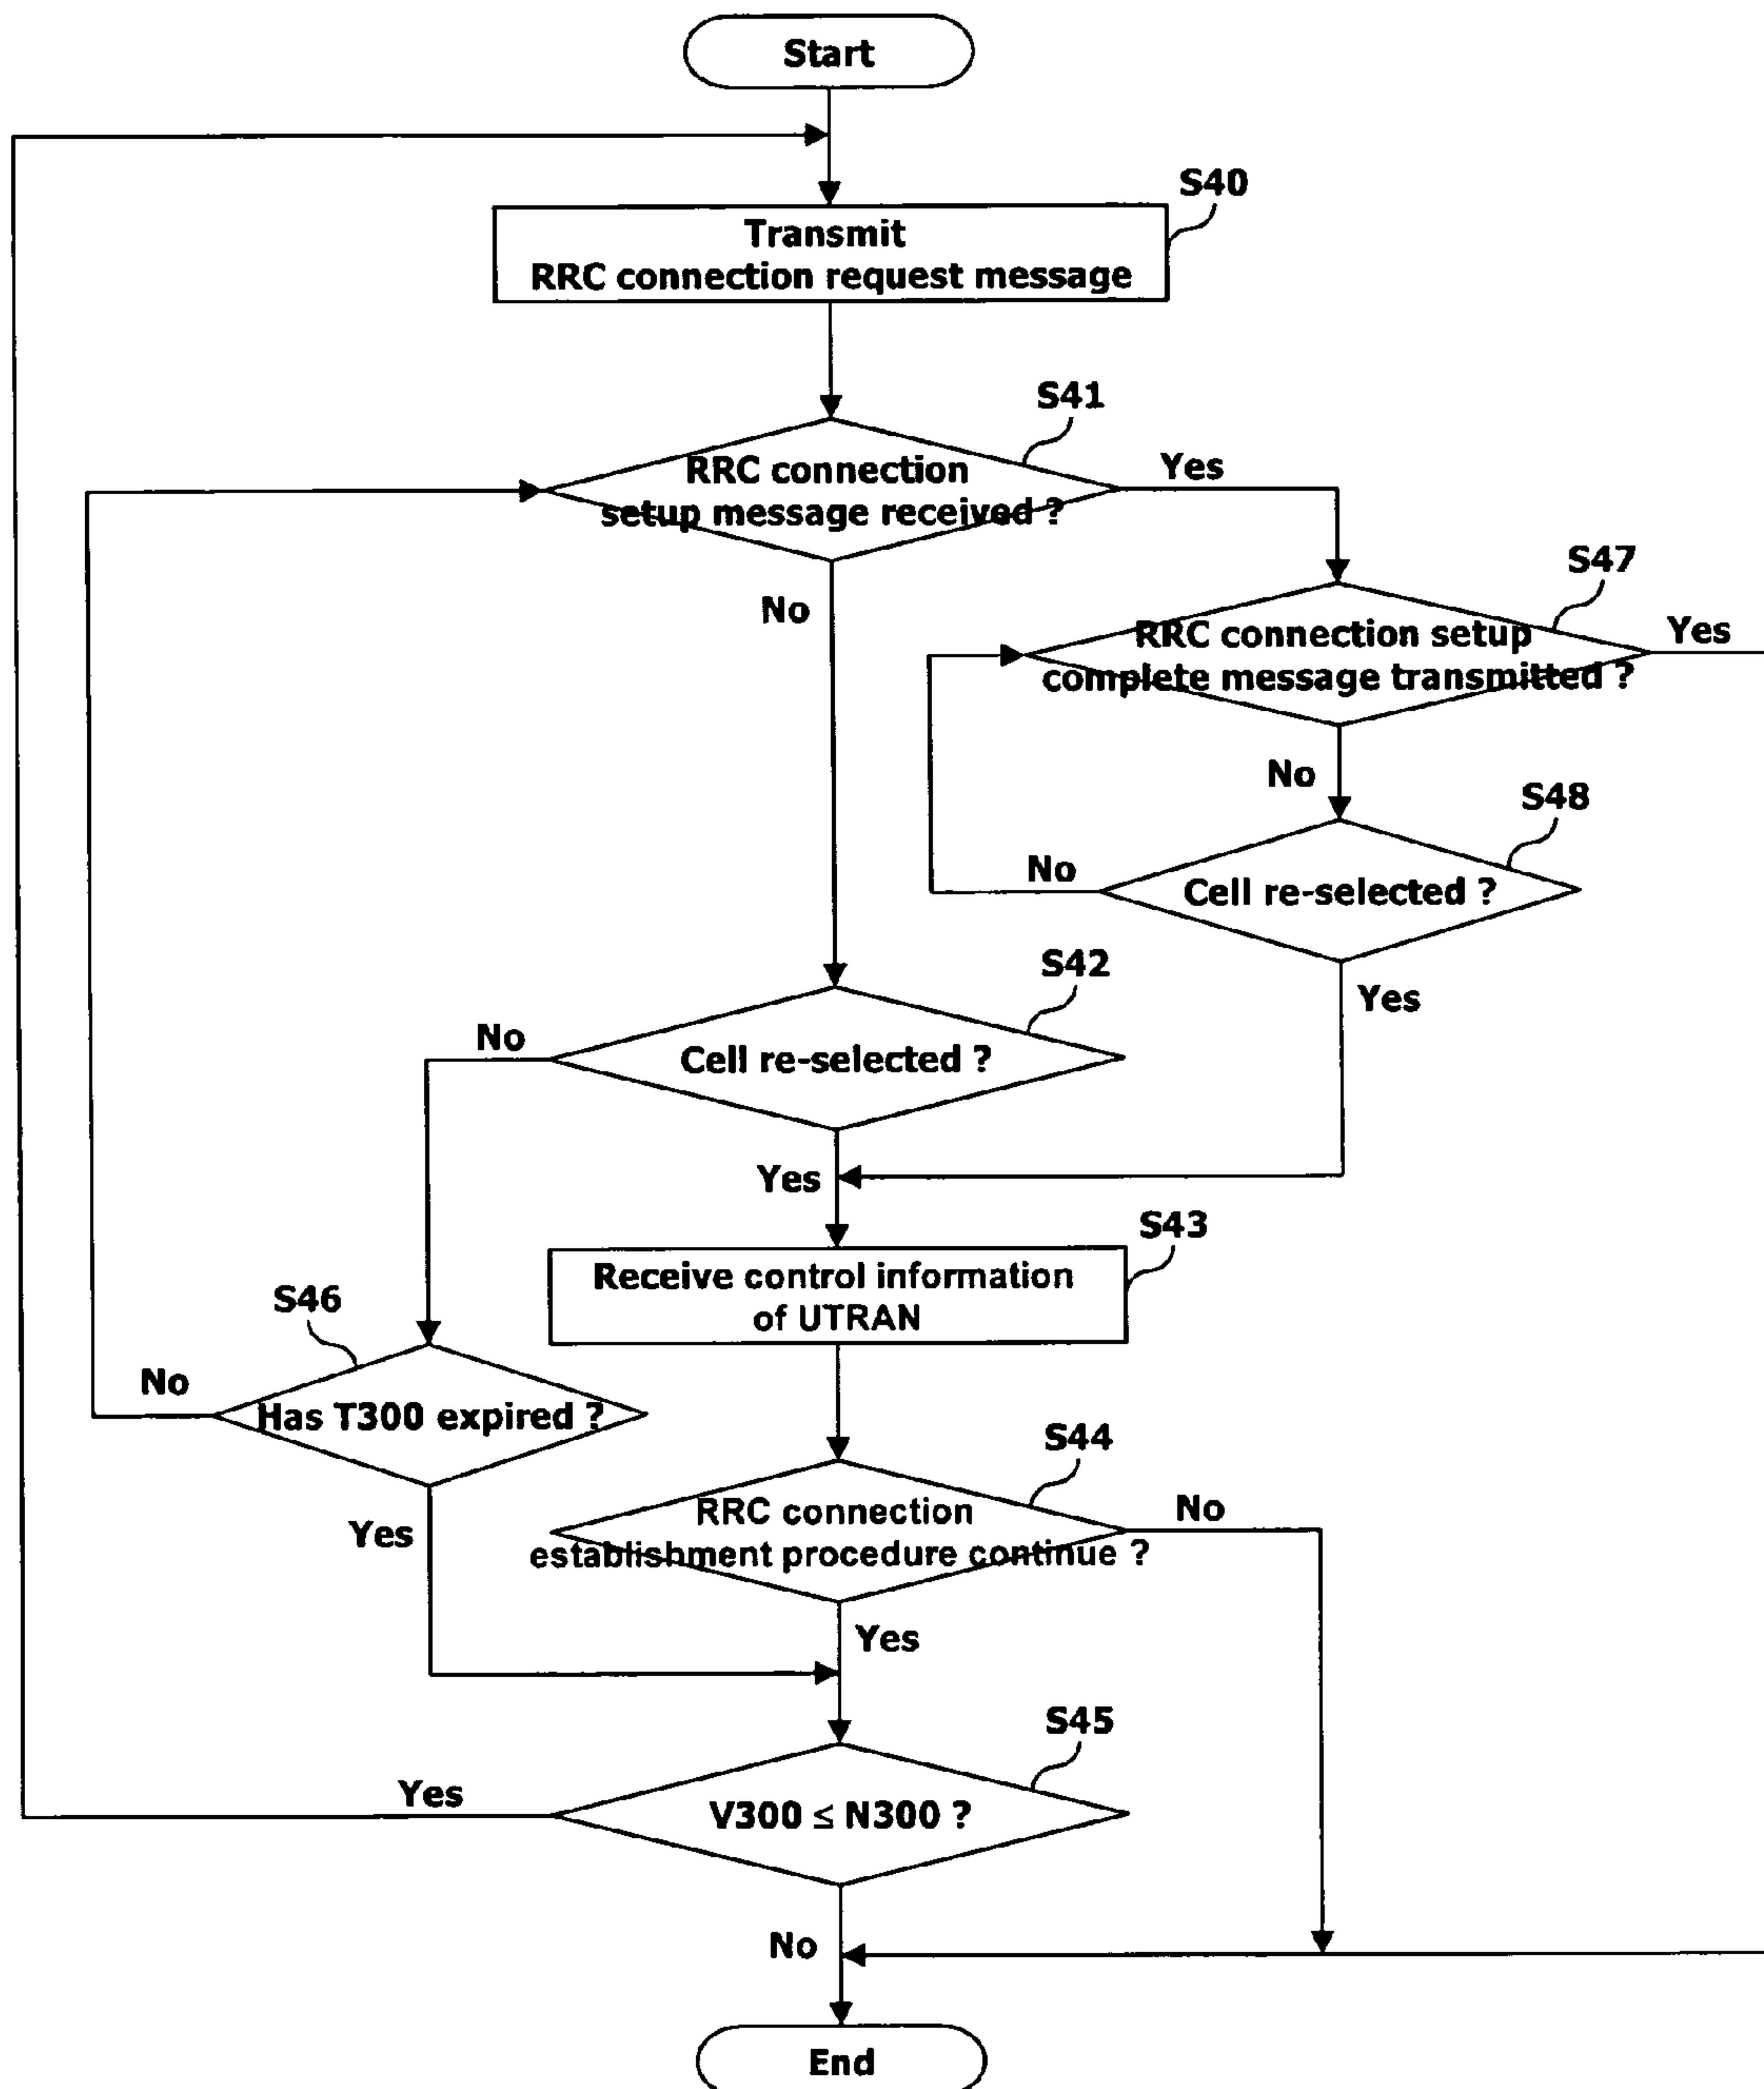 Start
S40
Transmit
RRC connection request message
S41
RRC connection
setup message received ?
Yes
No
S47
RRC connection setup
complete message transmitted ?
Yes
No
S48
Cell re-selected ?
No
Yes
S42
Cell re-selected ?
No
Yes
S43
Receive control information
of UTRAN
S46
Has T300 expired ?
No
Yes
S44
RRC connection
establishment procedure continue ?
No
Yes
S45
V300 ≤ N300 ?
Yes
No
End